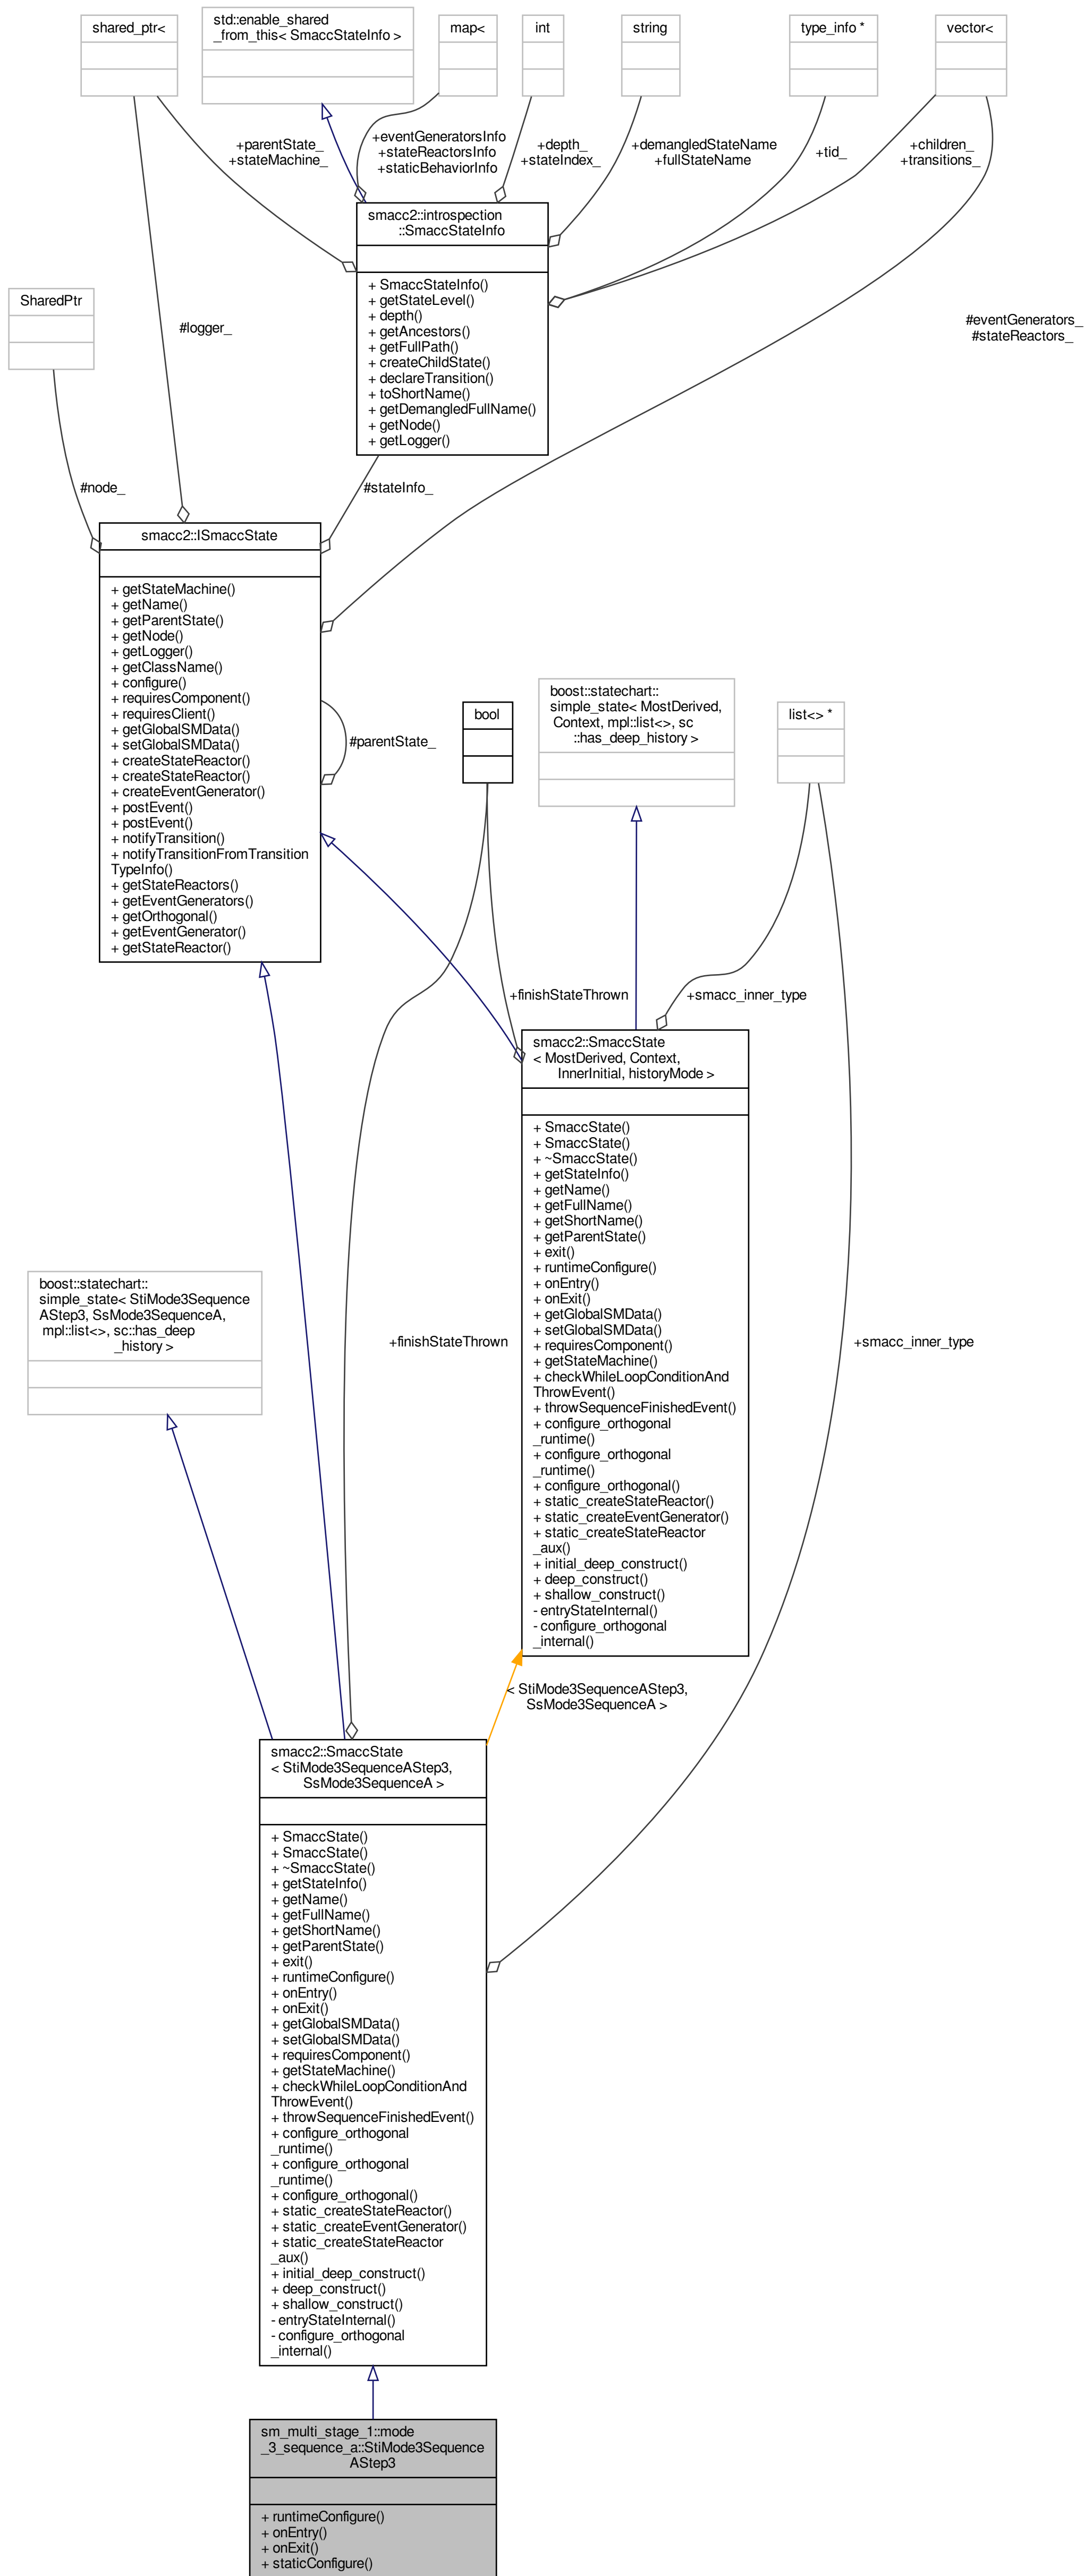 shared_ptr<
std::enable_shared
_from_this< SmaccStateInfo >
map<
int
string
type_info *
vector<
+parentState_
+stateMachine_
+eventGeneratorsInfo
+stateReactorsInfo
+staticBehaviorInfo
+depth_
+stateIndex_
+demangledStateName
+fullStateName
+tid_
+children_
+transitions_
smacc2::introspection
::SmaccStateInfo
+ SmaccStateInfo()
+ getStateLevel()
+ depth()
+ getAncestors()
+ getFullPath()
+ createChildState()
+ declareTransition()
+ toShortName()
+ getDemangledFullName()
+ getNode()
+ getLogger()
SharedPtr
#logger_
#eventGenerators_
#stateReactors_
#node_
#stateInfo_
smacc2::ISmaccState
+ getStateMachine()
+ getName()
+ getParentState()
+ getNode()
+ getLogger()
+ getClassName()
+ configure()
+ requiresComponent()
+ requiresClient()
+ getGlobalSMData()
+ setGlobalSMData()
+ createStateReactor()
+ createStateReactor()
+ createEventGenerator()
+ postEvent()
+ postEvent()
+ notifyTransition()
+ notifyTransitionFromTransition
TypeInfo()
+ getStateReactors()
+ getEventGenerators()
+ getOrthogonal()
+ getEventGenerator()
+ getStateReactor()
#parentState_
bool
boost::statechart::
simple_state< MostDerived,
Context, mpl::list<>, sc
::has_deep_history >
list<> *
+finishStateThrown
+smacc_inner_type
smacc2::SmaccState
< MostDerived, Context,
InnerInitial, historyMode >
+ SmaccState()
+ SmaccState()
+ ~SmaccState()
+ getStateInfo()
+ getName()
+ getFullName()
+ getShortName()
+ getParentState()
+ exit()
+ runtimeConfigure()
+ onEntry()
+ onExit()
+ getGlobalSMData()
+ setGlobalSMData()
+ requiresComponent()
+ getStateMachine()
+ checkWhileLoopConditionAnd
ThrowEvent()
+ throwSequenceFinishedEvent()
+ configure_orthogonal
_runtime()
+ configure_orthogonal
_runtime()
+ configure_orthogonal()
+ static_createStateReactor()
+ static_createEventGenerator()
+ static_createStateReactor
_aux()
+ initial_deep_construct()
+ deep_construct()
+ shallow_construct()
- entryStateInternal()
- configure_orthogonal
_internal()
boost::statechart::
simple_state< StiMode3Sequence
AStep3, SsMode3SequenceA,
mpl::list<>, sc::has_deep
_history >
+finishStateThrown
+smacc_inner_type
< StiMode3SequenceAStep3,
SsMode3SequenceA >
smacc2::SmaccState
< StiMode3SequenceAStep3,
SsMode3SequenceA >
+ SmaccState()
+ SmaccState()
+ ~SmaccState()
+ getStateInfo()
+ getName()
+ getFullName()
+ getShortName()
+ getParentState()
+ exit()
+ runtimeConfigure()
+ onEntry()
+ onExit()
+ getGlobalSMData()
+ setGlobalSMData()
+ requiresComponent()
+ getStateMachine()
+ checkWhileLoopConditionAnd
ThrowEvent()
+ throwSequenceFinishedEvent()
+ configure_orthogonal
_runtime()
+ configure_orthogonal
_runtime()
+ configure_orthogonal()
+ static_createStateReactor()
+ static_createEventGenerator()
+ static_createStateReactor
_aux()
+ initial_deep_construct()
+ deep_construct()
+ shallow_construct()
- entryStateInternal()
- configure_orthogonal
_internal()
sm_multi_stage_1::mode
_3_sequence_a::StiMode3Sequence
AStep3
+ runtimeConfigure()
+ onEntry()
+ onExit()
+ staticConfigure()